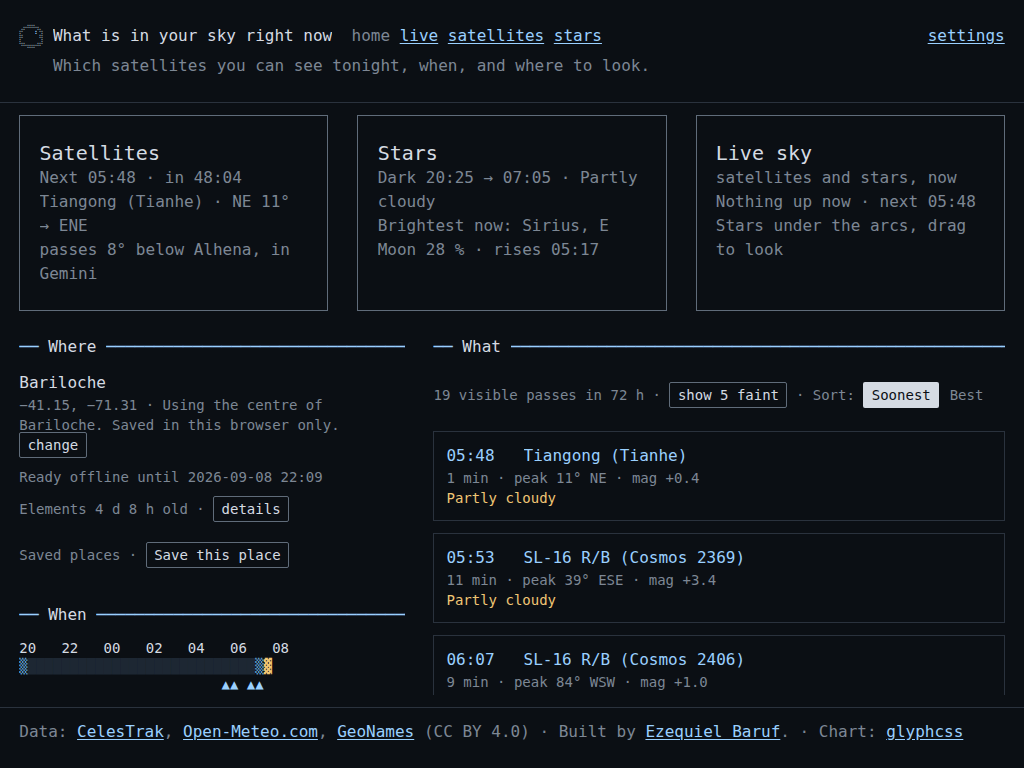 What is in your sky right now home live satellites stars settings
Which satellites you can see tonight, when, and where to look.
Satellites
Next 05:48 · in 48:04
Tiangong (Tianhe) · NE 11°
→ ENE
passes 8° below Alhena, in
Gemini
Stars
Dark 20:25 → 07:05 · Partly
cloudy
Brightest now: Sirius, E
Moon 28 % · rises 05:17
Live sky
satellites and stars, now
Nothing up now · next 05:48
Stars under the arcs, drag
to look
Where
Bariloche
−41.15, −71.31 · Using the centre of
Bariloche. Saved in this browser only.
change
Ready offline until 2026-09-08 22:09
Elements 4 d 8 h old · details
Saved places · Save this place
When
20 22 00 02 04 06 08
What
19 visible passes in 72 h · show 5 faint · Sort: Soonest Best
05:48 Tiangong (Tianhe)
1 min · peak 11° NE · mag +0.4
Partly cloudy
05:53 SL-16 R/B (Cosmos 2369)
11 min · peak 39° ESE · mag +3.4
Partly cloudy
06:07 SL-16 R/B (Cosmos 2406)
9 min · peak 84° WSW · mag +1.0
Data: CelesTrak, Open-Meteo.com, GeoNames (CC BY 4.0) · Built by Ezequiel Baruf. · Chart: glyphcss